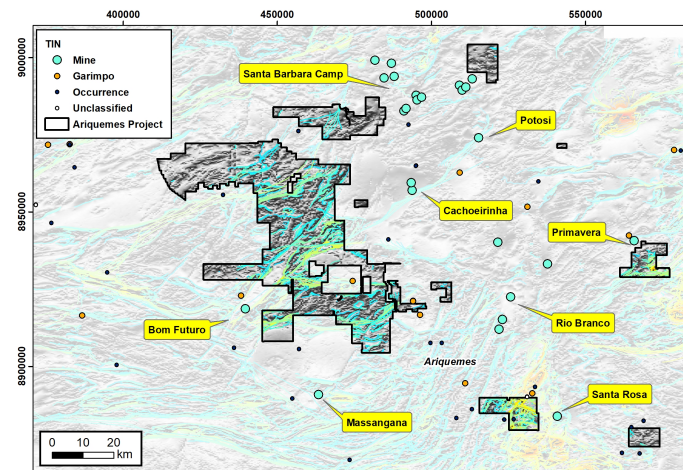 400000
450000
500000
550000
9000000
8950000
8900000
TIN
Mine
Garimpo
Occurrence
Unclassified
Ariquemes Project
Santa Barbara Camp
Potosi
Cachoeirinha
Primavera
Bom Futuro
Rio Branco
Ariquemes
Massangana
Santa Rosa
0 10 20
km